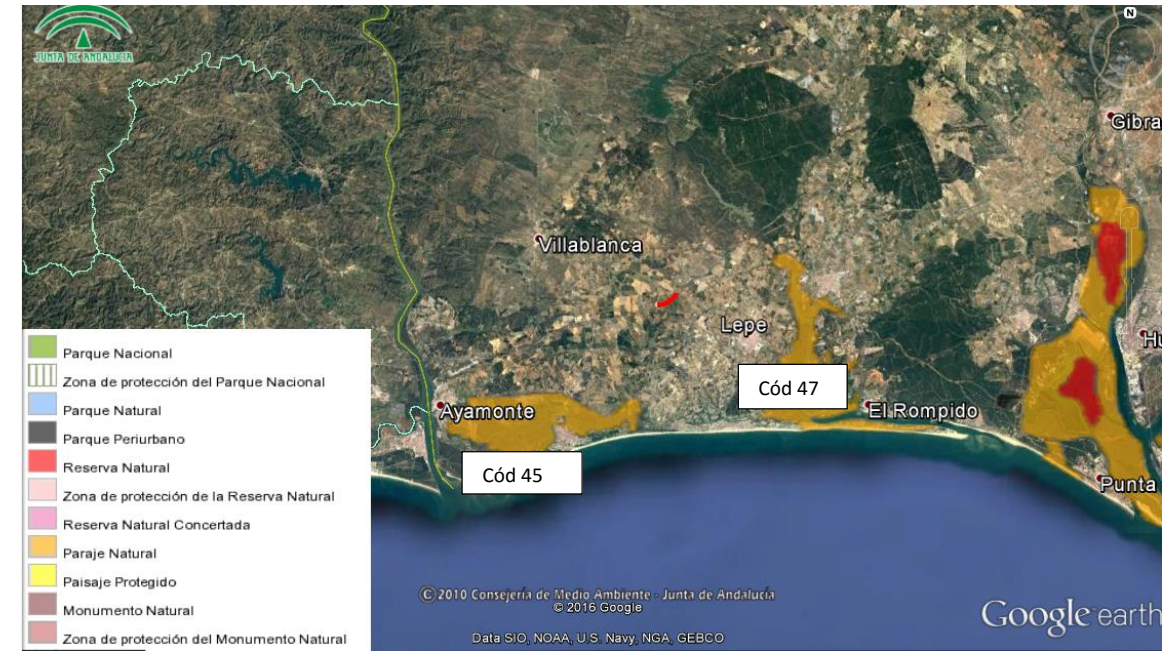 JUNTA DE ANDALUCIA
N
Gibra
Villablanca
Lepe
Hu
Cód 47
Ayamonte
El Rompido
Cód 45
Punta
Parque Nacional
Zona de protección del Parque Nacional
Parque Natural
Parque Periurbano
Reserva Natural
Zona de protección de la Reserva Natural
Reserva Natural Concertada
Paraje Natural
Paisaje Protegido
Monumento Natural
Zona de protección del Monumento Natural
© 2010 Consejería de Medio Ambiente - Junta de Andalucía
© 2016 Google
Data SIO, NOAA, U.S. Navy, NGA, GEBCO
Google earth